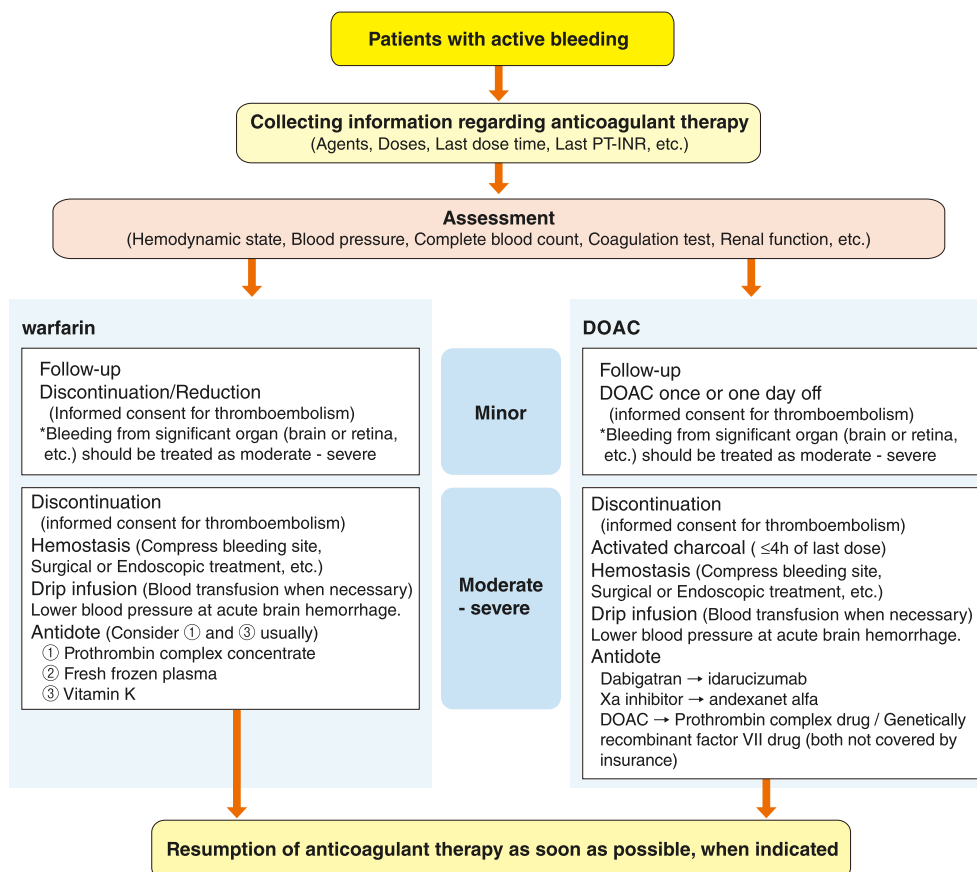 Patients with active bleeding
Collecting information regarding anticoagulant therapy
(Agents, Doses, Last dose time, Last PT-INR, etc.)
Assessment
(Hemodynamic state, Blood pressure, Complete blood count, Coagulation test, Renal function, etc.)
warfarin
Follow-up
Discontinuation/Reduction
(Informed consent for thromboembolism)
*Bleeding from significant organ (brain or retina,
etc.) should be treated as moderate - severe
Minor
DOAC
Follow-up
DOAC once or one day off
(informed consent for thromboembolism)
*Bleeding from significant organ (brain or retina,
etc.) should be treated as moderate - severe
Discontinuation
(informed consent for thromboembolism)
Hemostasis (Compress bleeding site,
Surgical or Endoscopic treatment, etc.)
Drip infusion (Blood transfusion when necessary)
Lower blood pressure at acute brain hemorrhage.
Antidote (Consider ① and ③ usually)
① Prothrombin complex concentrate
② Fresh frozen plasma
③ Vitamin K
Moderate
- severe
Discontinuation
(informed consent for thromboembolism)
Activated charcoal ( ≤4h of last dose)
Hemostasis (Compress bleeding site,
Surgical or Endoscopic treatment, etc.)
Drip infusion (Blood transfusion when necessary)
Lower blood pressure at acute brain hemorrhage.
Antidote
Dabigatran → idarucizumab
Xa inhibitor → andexanet alfa
DOAC → Prothrombin complex drug / Genetically
recombinant factor VII drug (both not covered by
insurance)
Resumption of anticoagulant therapy as soon as possible, when indicated